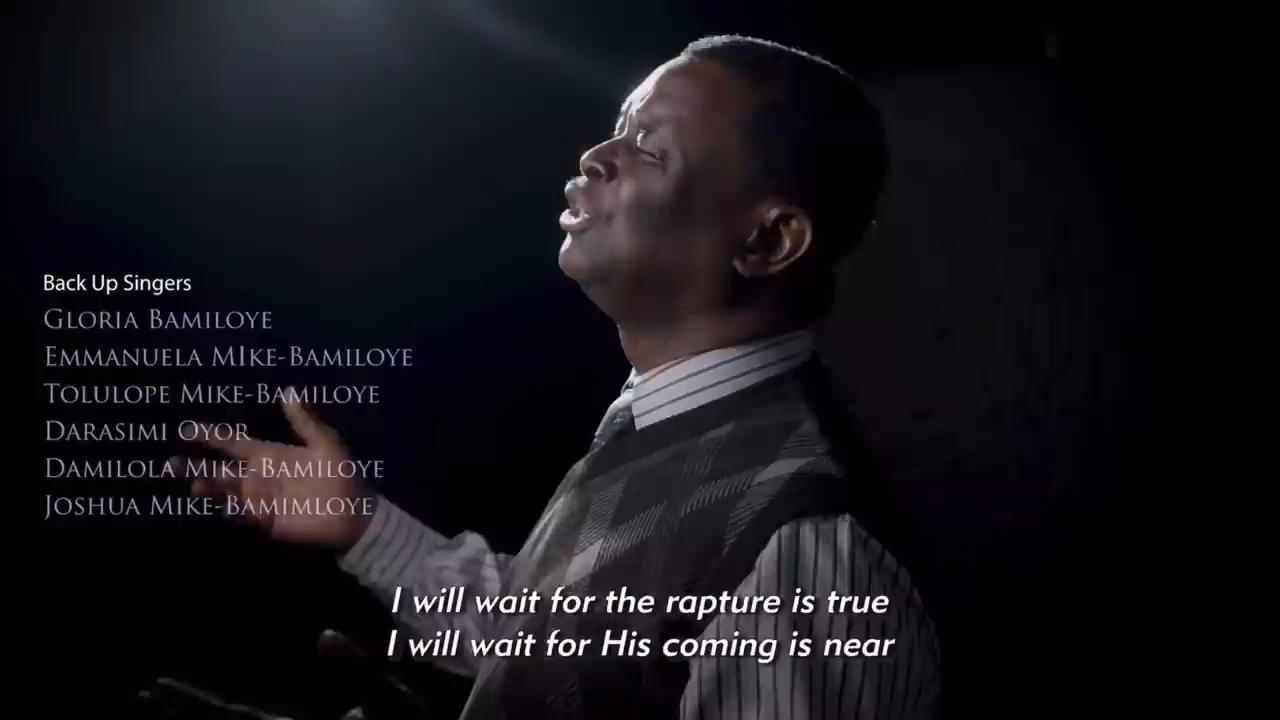 Back Up Singers
GLORIA BAMILOYE
EMMANUELA MIKE-BAMILOYE
TOLULOPE MIKE-BAMILOYE
DARASIMI OYOR
DAMILOLA MIKE-BAMILOYE
JOSHUA MIKE-BAMIMLOYE
I will wait for the rapture is true
I will wait for His coming is near